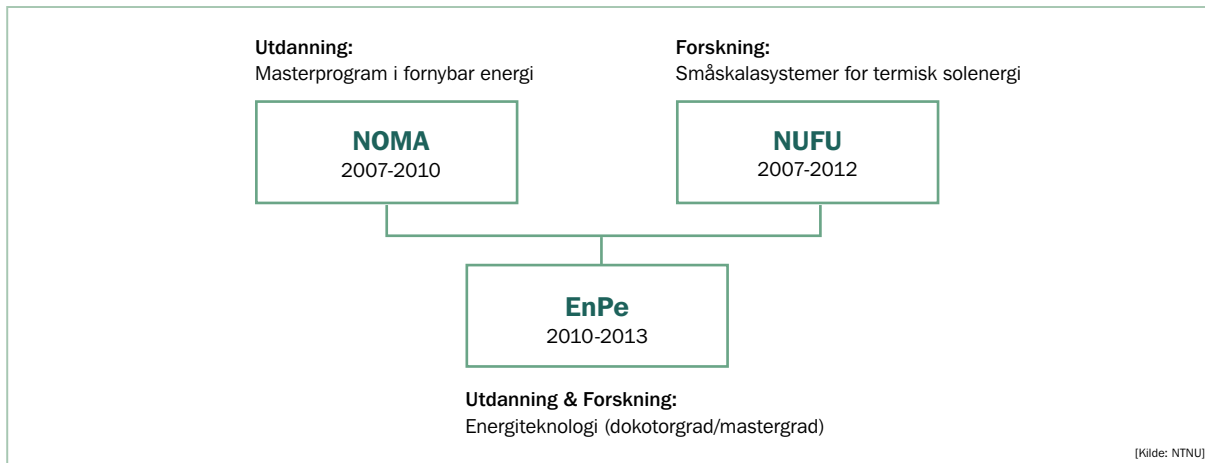 Utdanning:
Masterprogram i fornybar energi
NOMA
2007-2010
Forskning:
Småskalasystemer for termisk solenergi
NUFU
2007-2012
EnPe
2010-2013
Utdanning & Forskning:
Energiteknologi (dokotorgrad/mastergrad)
[Kilde: NTNU]